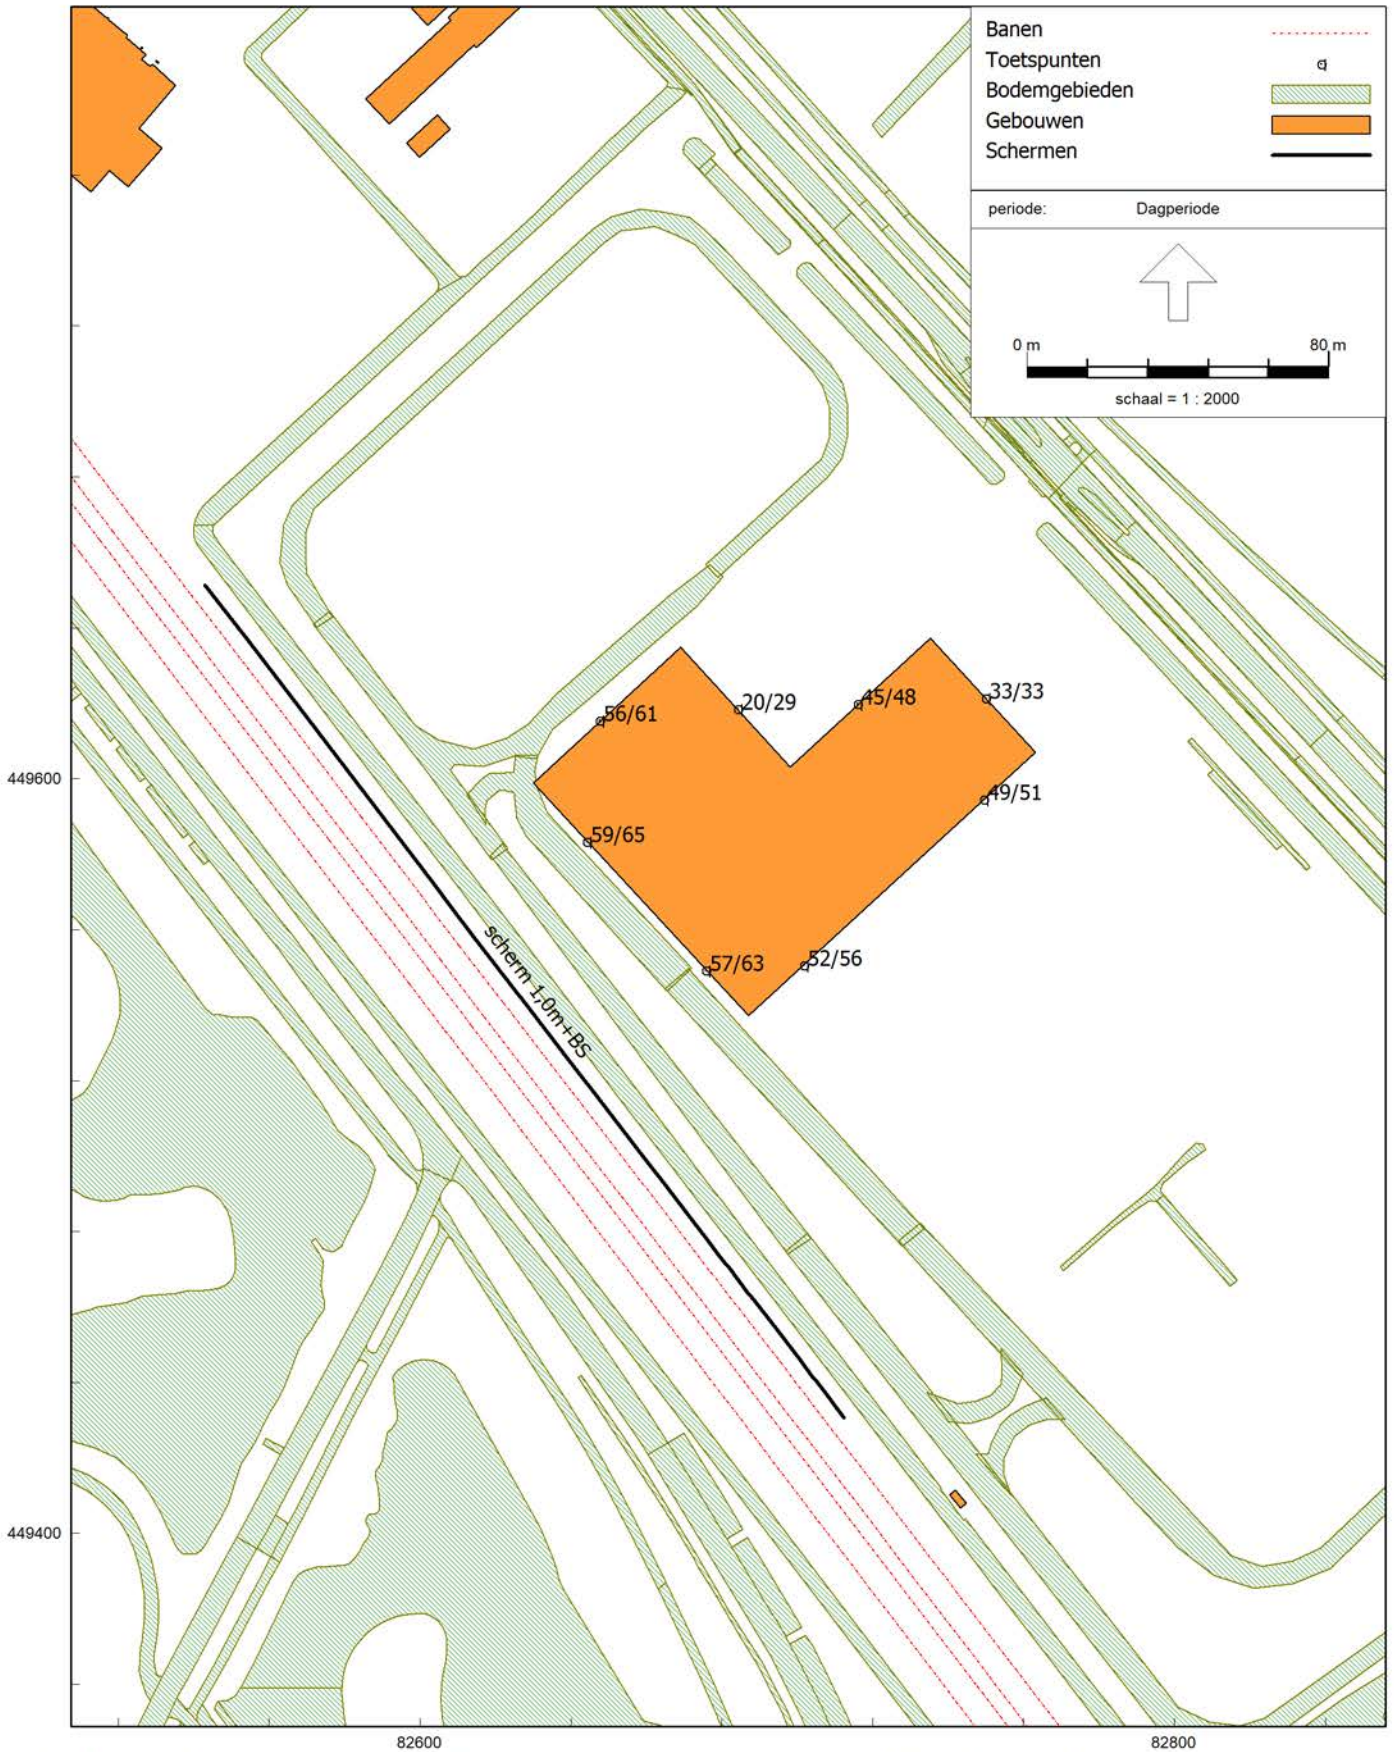 Banen
Toetspunten
Bodemgebieden
Gebouwen
Schermen
periode: Dagperiode
0 m 80 m
schaal = 1 : 2000
56/61
20/29
45/48
33/33
49/51
59/65
57/63
52/56
scherm 1,0m+BS
449600
449400
82600
82800